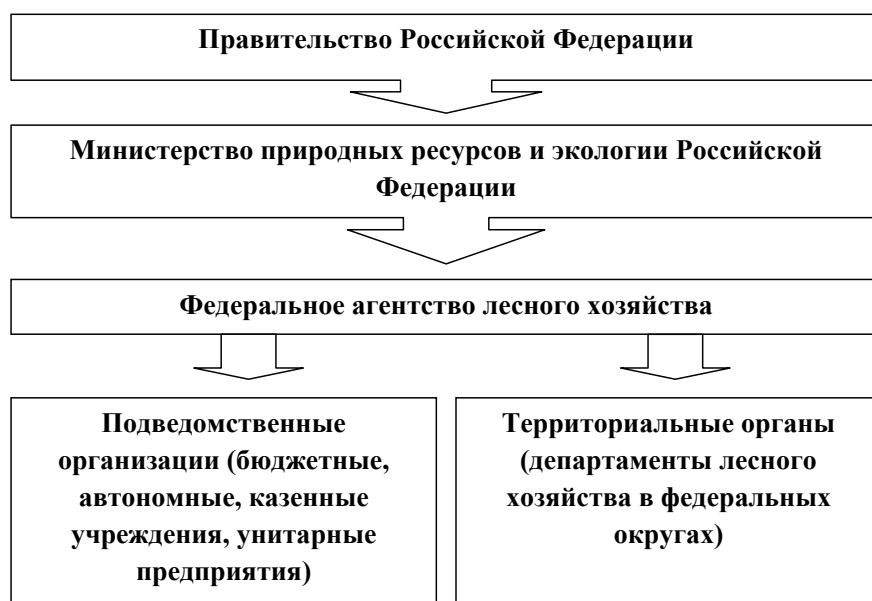 Правительство Российской Федерации
Министерство природных ресурсов и экологии Российской
Федерации
Федеральное агентство лесного хозяйства
Подведомственные
организации (бюджетные,
автономные, казенные
учреждения, унитарные
предприятия)
Территориальные органы
(департаменты лесного
хозяйства в федеральных
округах)